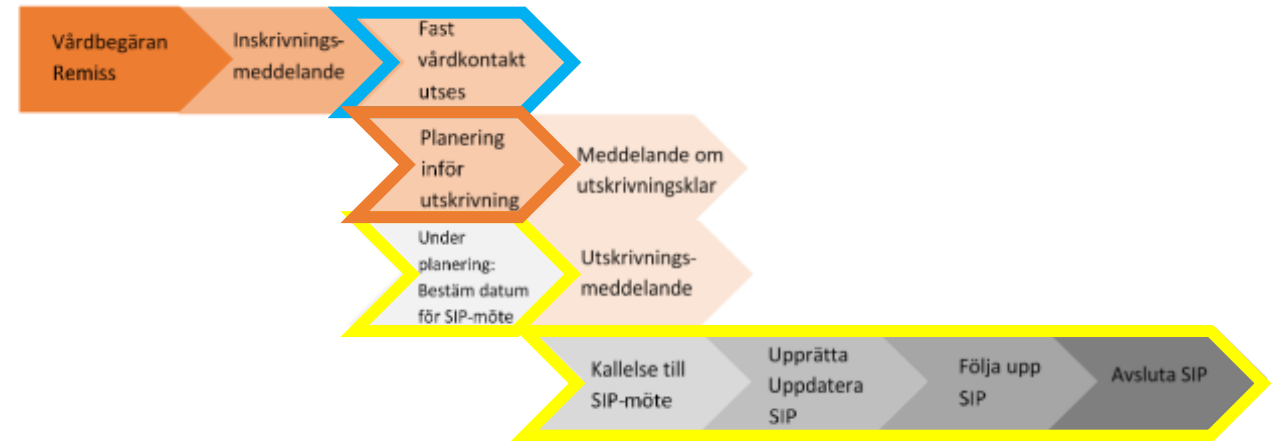 Vårdbegäran
Remiss
Inskrivnings-
meddelande
Fast
vårdkontakt
utses
Planering
inför
utskrivning
Meddelande om
utskrivningsklar
Under
planering:
Bestäm datum
för SIP-möte
Utskrivnings-
meddelande
Kallelse till
SIP-möte
Upprätta
Uppdatera
SIP
Följa upp
SIP
Avsluta SIP